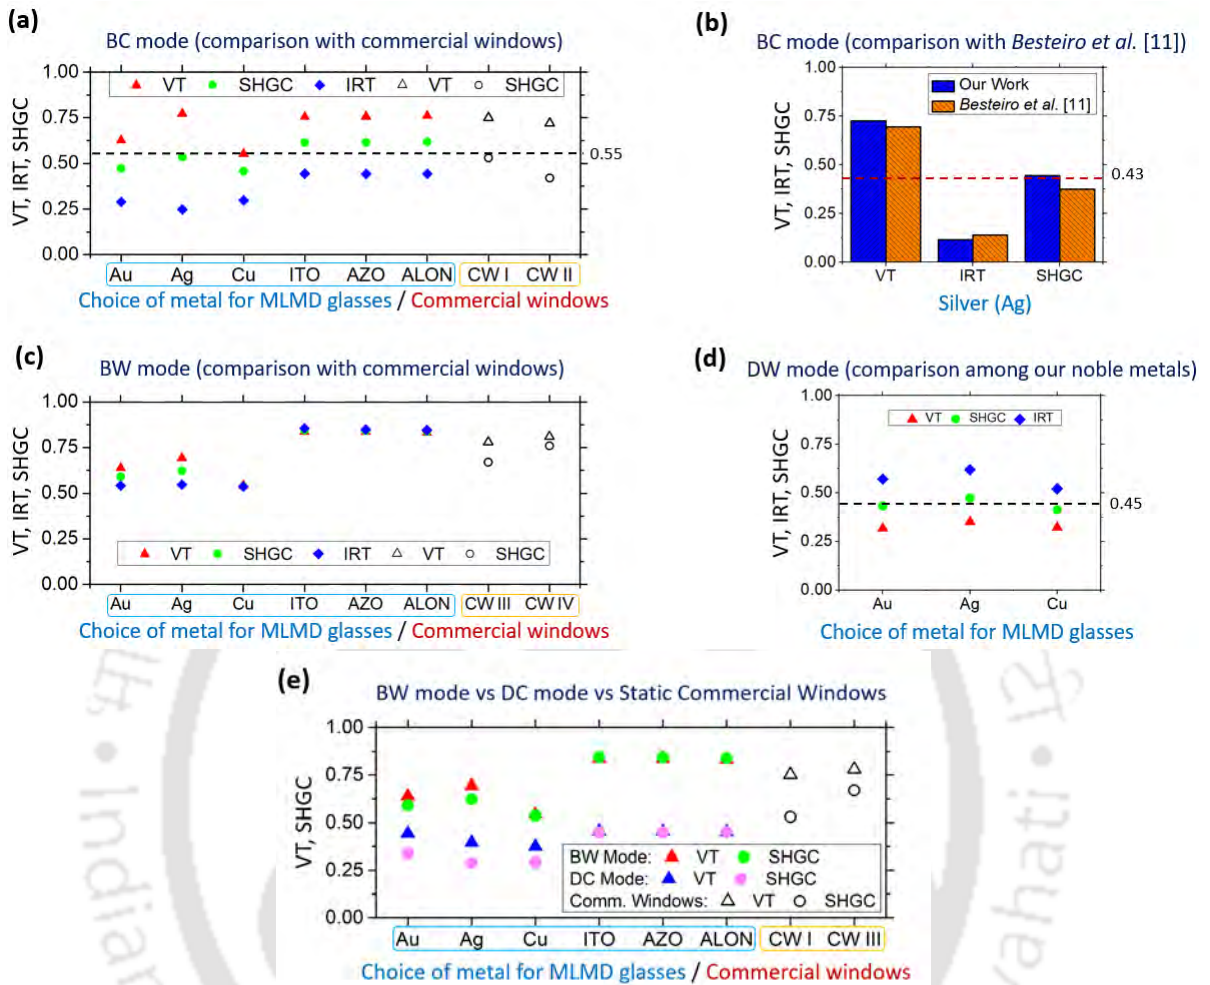 (a)
BC mode (comparison with commercial windows)
1.00
VT SHGC IRT VT SHGC
0.75
0.50
0.55
0.25
0.00
VT, IRT, SHGC
Au Ag Cu ITO AZO ALON CW I CW II
Choice of metal for MLMD glasses / Commercial windows
(b)
BC mode (comparison with Besteiro et al. [11])
1.00
Our Work
Besteiro et al. [11]
0.75
0.50
0.43
0.25
0.00
VT, IRT, SHGC
VT IRT SHGC
Silver (Ag)
(c)
BW mode (comparison with commercial windows)
1.00
0.75
0.50
0.25
VT SHGC IRT VT SHGC
0.00
VT, IRT, SHGC
Au Ag Cu ITO AZO ALON CW III CW IV
Choice of metal for MLMD glasses / Commercial windows
(d)
DW mode (comparison among our noble metals)
1.00
VT SHGC IRT
0.75
0.50
0.45
0.25
0.00
VT, IRT, SHGC
Au Ag Cu
Choice of metal for MLMD glasses
(e)
BW mode vs DC mode vs Static Commercial Windows
1.00
0.75
0.50
0.25
0.00
VT, SHGC
BW Mode: VT SHGC
DC Mode: VT SHGC
Comm. Windows: VT SHGC
Au Ag Cu ITO AZO ALON CW I CW III
Choice of metal for MLMD glasses / Commercial windows
Indian